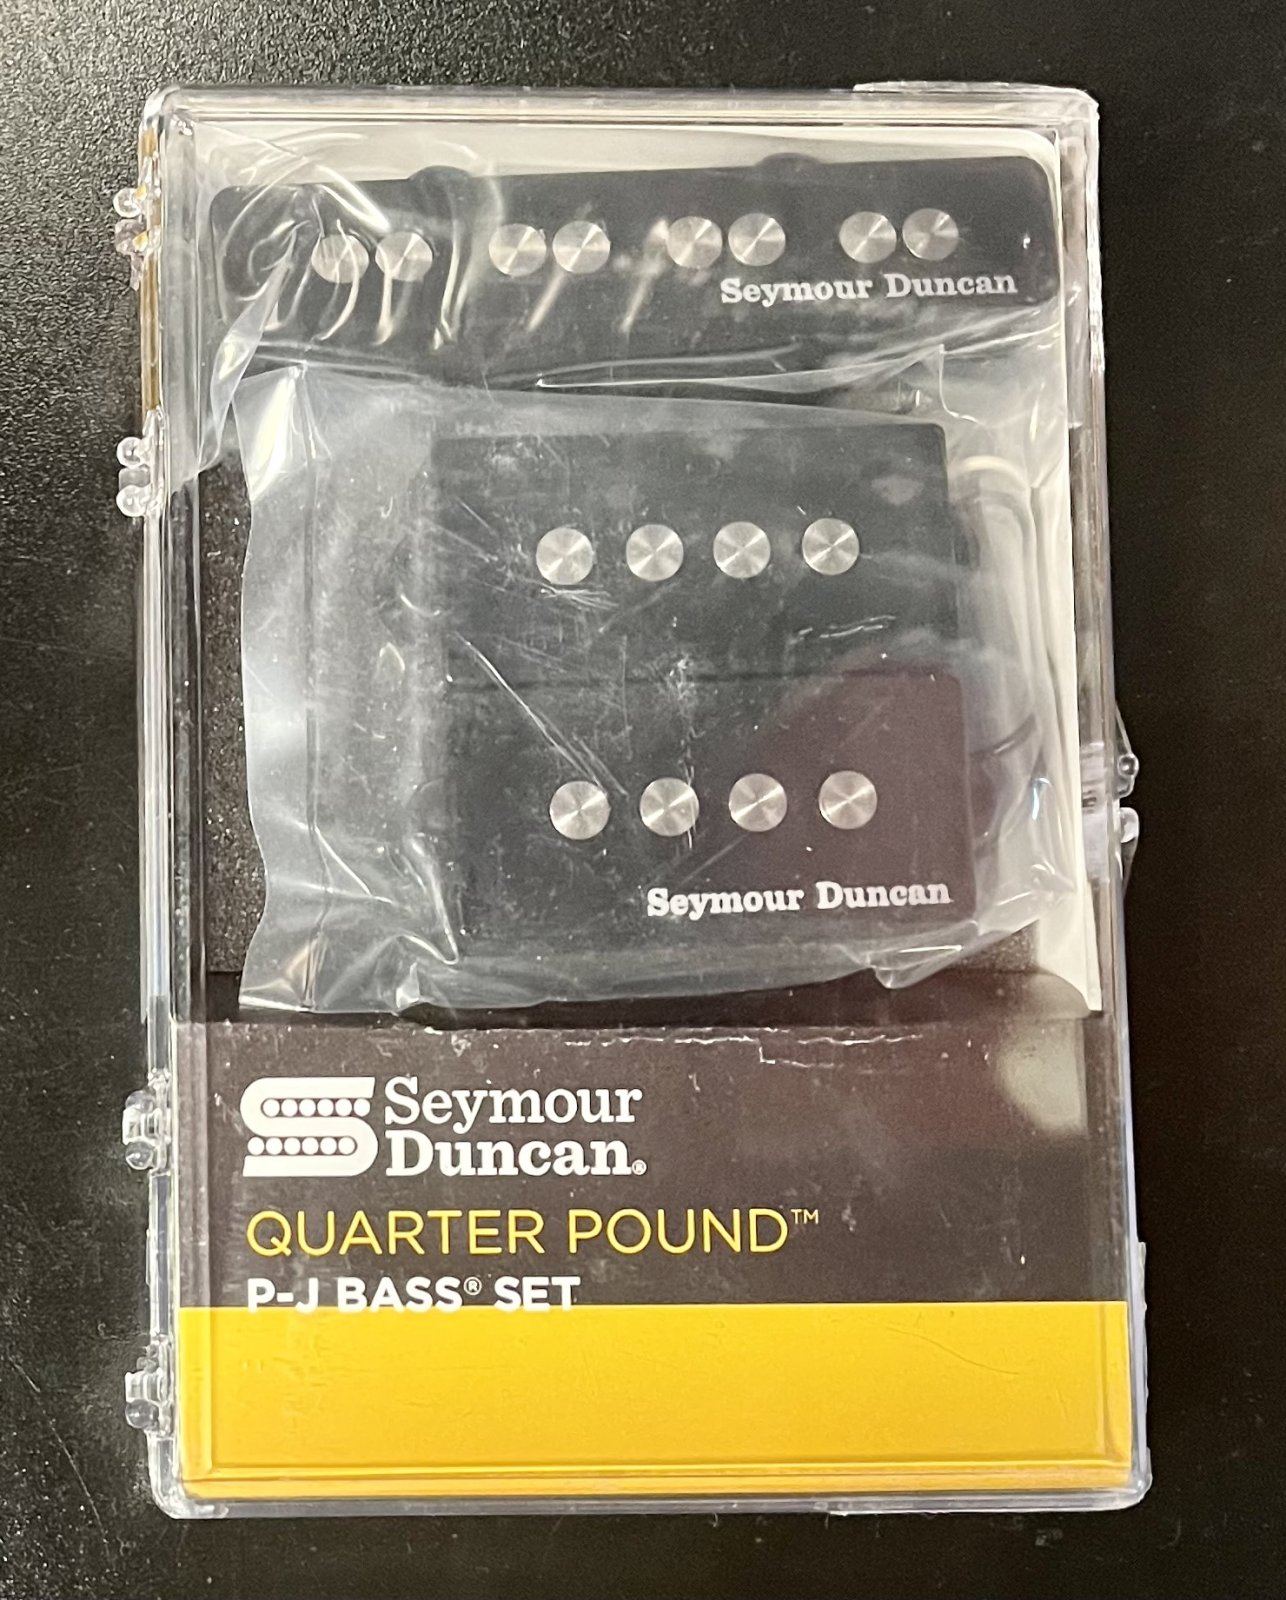 Seymour Duncan
Seymour Duncan
Seymour
Duncan®
QUARTER POUND™
P-J BASS® SET